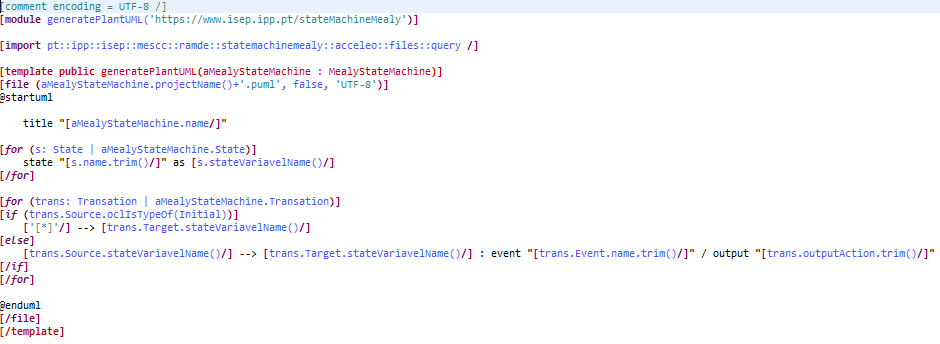 [comment encoding = UTF-8 /]
[module generatePlantUML('https://www.isep.ipp.pt/stateMachineMealy')]

[import pt::ipp::isep::mescc::ramde::statemachinemealy::acceleo::files::query /]

[template public generatePlantUML(aMealyStateMachine : MealyStateMachine)]
[file (aMealyStateMachine.projectName()+'.puml', false, 'UTF-8')]
@startuml

    title "[aMealyStateMachine.name/]"

[for (s: State | aMealyStateMachine.State)]
    state "[s.name.trim()/]" as [s.stateVariavelName()/]
[/for]

[for (trans: Transation | aMealyStateMachine.Transation)]
[if (trans.Source.oclIsTypeOf(Initial))]
    ['[*]'/] --> [trans.Target.stateVariavelName()/]
[else]
    [trans.Source.stateVariavelName()/] --> [trans.Target.stateVariavelName()/] : event "[trans.Event.name.trim()/]" / output "[trans.outputAction.trim()/]"
[/if]
[/for]

@enduml
[/file]
[/template]